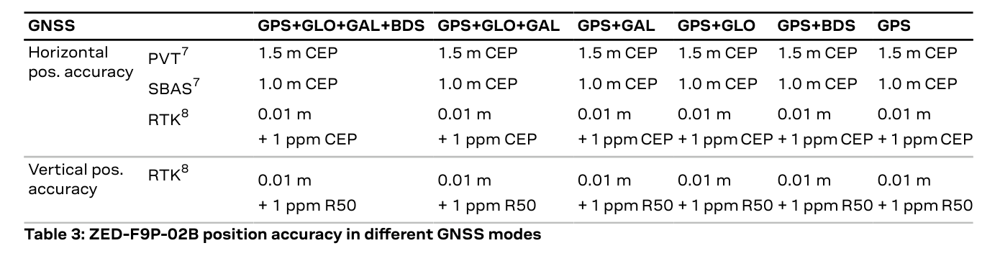 GNSS GPS+GLO+GAL+BDS GPS+GLO+GAL GPS+GAL GPS+GLO GPS+BDS GPS
Horizontal pos. accuracy PVT7 1.5 m CEP 1.5 m CEP 1.5 m CEP 1.5 m CEP 1.5 m CEP 1.5 m CEP
SBAS7 1.0 m CEP 1.0 m CEP 1.0 m CEP 1.0 m CEP 1.0 m CEP 1.0 m CEP
RTK8 0.01 m 0.01 m 0.01 m 0.01 m 0.01 m 0.01 m
+ 1 ppm CEP + 1 ppm CEP + 1 ppm CEP + 1 ppm CEP + 1 ppm CEP + 1 ppm CEP
Vertical pos. accuracy RTK8 0.01 m 0.01 m 0.01 m 0.01 m 0.01 m 0.01 m
+ 1 ppm R50 + 1 ppm R50 + 1 ppm R50 + 1 ppm R50 + 1 ppm R50 + 1 ppm R50
Table 3: ZED-F9P-02B position accuracy in different GNSS modes